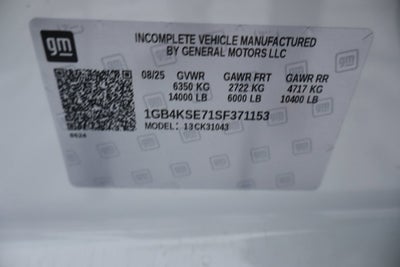 gm
INCOMPLETE VEHICLE MANUFACTURED
BY GENERAL MOTORS LLC
08/25 GVWR GAWR FRT GAWR RR
6350 KG 2722 KG 4717 KG
14000 LB 6000 LB 10400 LB
1GB4KSE71SF371153
MODEL: 13CK31043